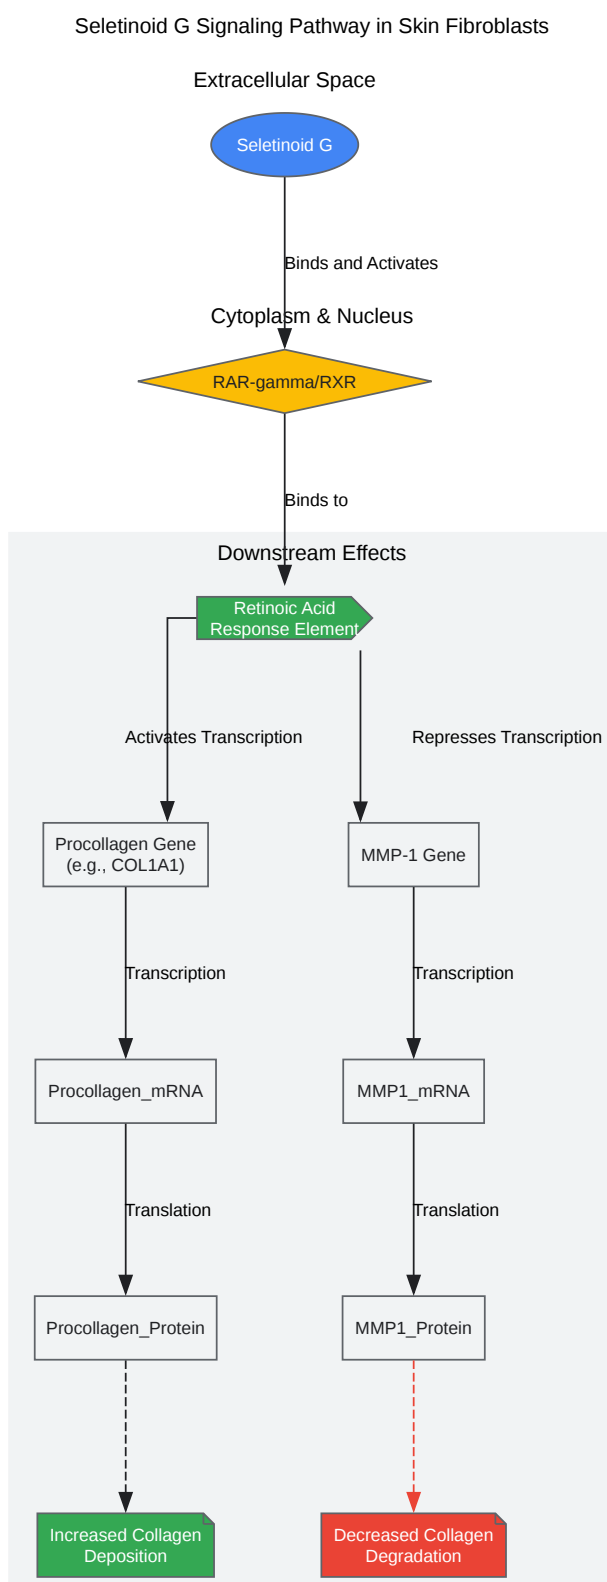 Seletinoid G Signaling Pathway in Skin Fibroblasts
Extracellular Space
Seletinoid G
Binds and Activates
Cytoplasm & Nucleus
RAR-gamma/RXR
Binds to
Downstream Effects
Retinoic Acid
Response Element
Activates Transcription
Represses Transcription
Procollagen Gene
(e.g., COL1A1)
MMP-1 Gene
Transcription
Transcription
Procollagen_mRNA
MMP1_mRNA
Translation
Translation
Procollagen_Protein
MMP1_Protein
Increased Collagen
Deposition
Decreased Collagen
Degradation